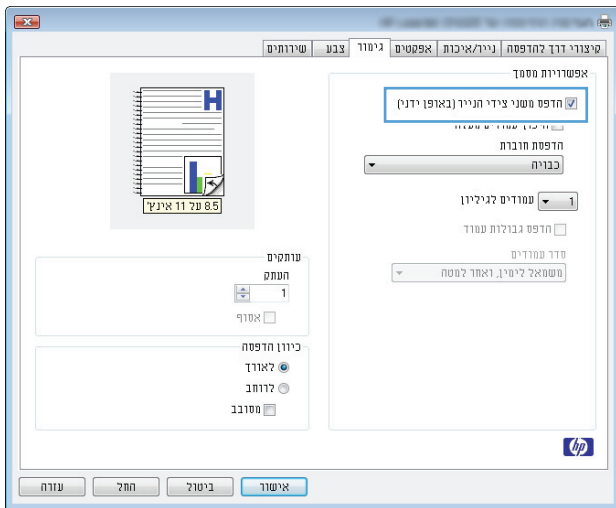 קיצורי דרך להדפסה
נייר/איכות
אפקטים
גימור
צבע
שירותים
אפשרויות מסמך
הדפס משני צידי הנייר (באופן ידני)
הדפסת חוברת
כבויה
1 עמודים לגיליון
הדפס גבולות עמוד
סדר עמודים
משמאל לימין, ואחר למטה
H
8.5 על 11 אינץ'
עותקים
העתק
1
אסוף
כיוון הדפסה
לאורך
לרוחב
מסובב
hp
אישור
ביטול
החל
עזרה